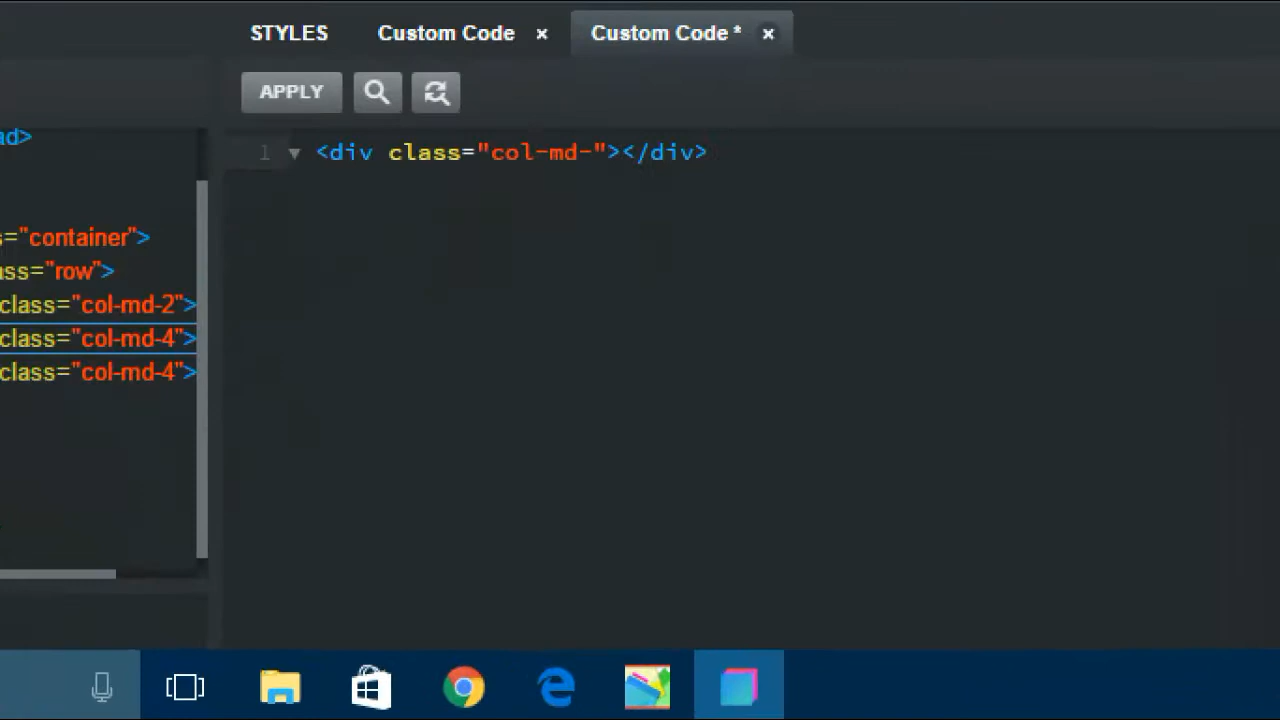 STYLES
Custom Code ×
Custom Code * ×
APPLY
ad>
1 ▼ <div class="col-md-"></div>
s="container">
ass="row">
class="col-md-2">
class="col-md-4">
class="col-md-4">